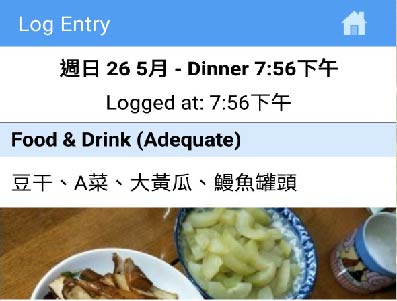 Log Entry
週日 26 5月 - Dinner 7:56下午
Logged at: 7:56下午
Food & Drink (Adequate)
豆干、A菜、大黃瓜、鰻魚罐頭